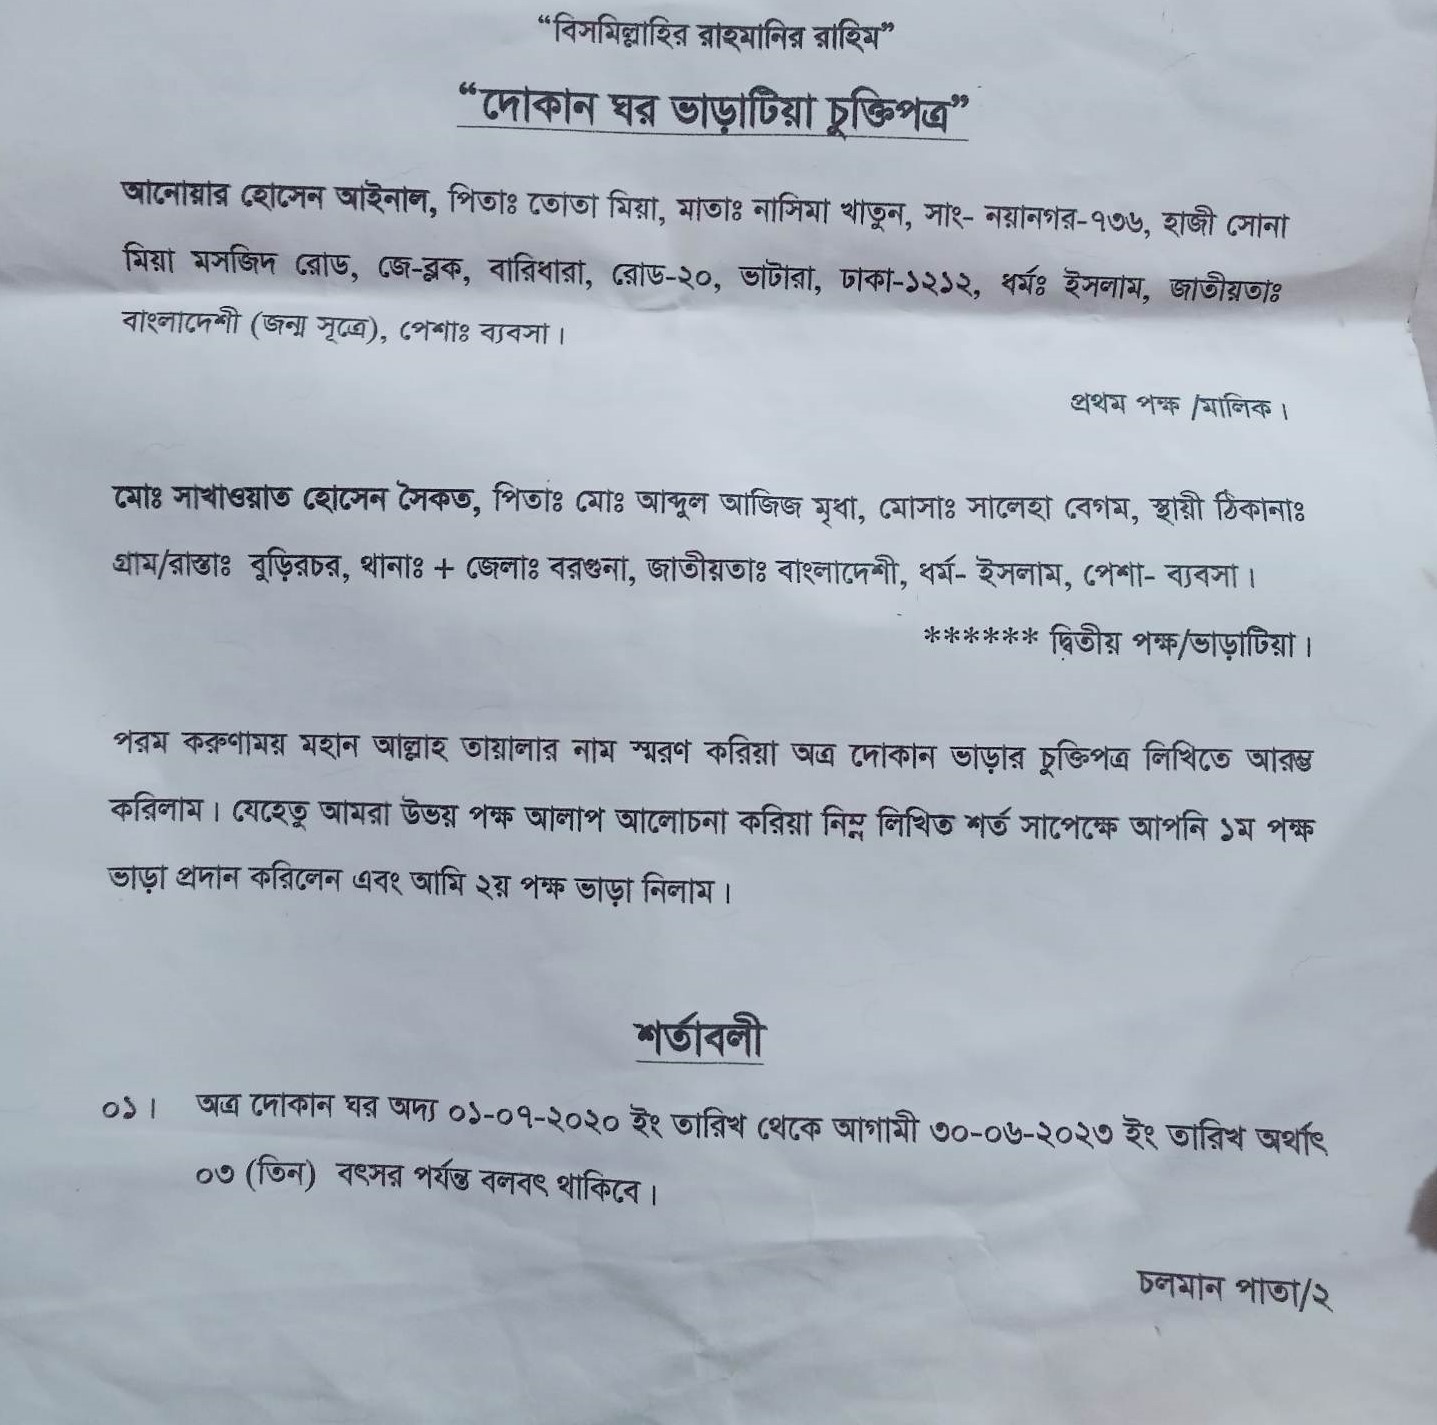 “বিসমিল্লাহির রাহমানির রাহিম”
“দোকান ঘর ভাড়াটিয়া চুক্তিপত্র”
আনোয়ার হোসেন আইনাল, পিতাঃ তোতা মিয়া, মাতাঃ নাসিমা খাতুন, সাং- নয়ানগর-১৭৬, হাজী সোনা
মিয়া মসজিদ রোড, জে-ব্লক, বারিধারা, রোড-২০, ভাটারা, ঢাকা-১২১২, ধর্মঃ ইসলাম, জাতীয়তাঃ
বাংলাদেশী (জন্ম সূত্রে), পেশাঃ ব্যবসা।
প্রথম পক্ষ /মালিক।
মোঃ সাখাওয়াত হোসেন সৈকত, পিতাঃ মোঃ আব্দুল আজিজ মৃধা, মোসাঃ সালেহা বেগম, স্থায়ী ঠিকানাঃ
গ্রাম/রাস্তাঃ বুড়িরচর, থানাঃ + জেলাঃ বরগুনা, জাতীয়তাঃ বাংলাদেশী, ধর্ম- ইসলাম, পেশা- ব্যবসা।
****** দ্বিতীয় পক্ষ/ভাড়াটিয়া।
পরম করুণাময় মহান আল্লাহ তায়ালার নাম স্মরণ করিয়া অত্র দোকান ভাড়ার চুক্তিপত্র লিখিতে আরম্ভ
করিলাম। যেহেতু আমরা উভয় পক্ষ আলাপ আলোচনা করিয়া নিম্ন লিখিত শর্ত সাপেক্ষে আপনি ১ম পক্ষ
ভাড়া প্রদান করিলেন এবং আমি ২য় পক্ষ ভাড়া নিলাম।
শর্তাবলী
০১। অত্র দোকান ঘর অদ্য ০১-০৭-২০২০ ইং তারিখ থেকে আগামী ৩০-০৬-২০২৩ ইং তারিখ অর্থাৎ
০৩ (তিন) বৎসর পর্যন্ত বলবৎ থাকিবে।
চলমান পাতা/২